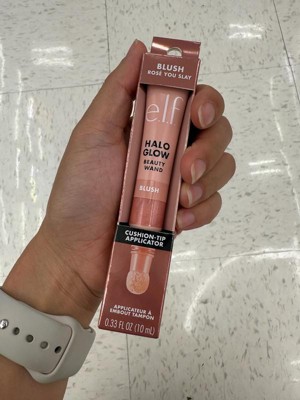 BLUSH
ROSÉ YOU SLAY
e.l.f
HALO
GLOW
BEAUTY
WAND
BLUSH
CUSHION-TIP
APPLICATOR
APPLICATEUR À
EMBOUT TAMPON
0.33 FL OZ (10 mL)